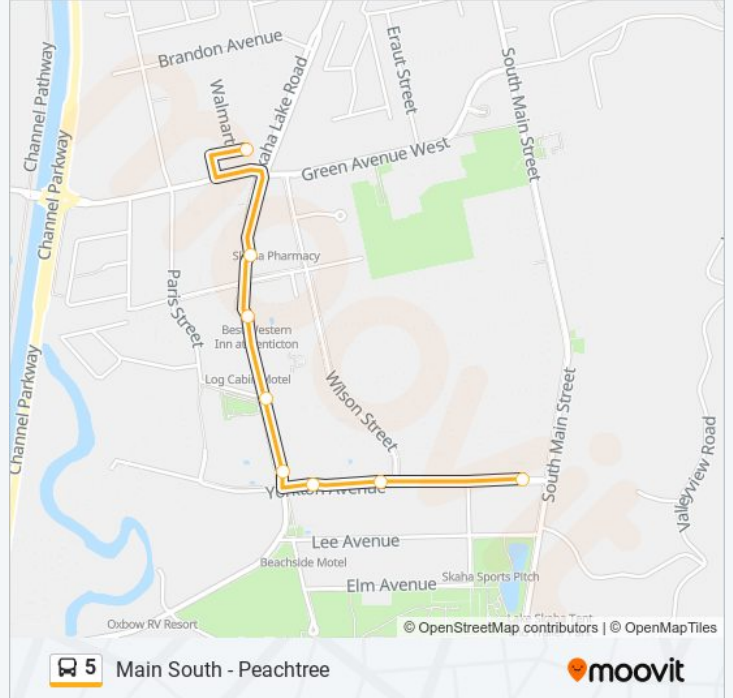 Brandon Avenue
Channel Pathway
Walmart
Skaha Lake Road
Eraut Street
South Main Street
Channel Parkway
Green Avenue West
Channel Parkway
Skaha Pharmacy
Paris Street
Best Western
Inn at Penticton
Log Cabin Motel
Wilson Street
Channel Parkway
South Main Street
Valleyview Road
Yorkton Avenue
Lee Avenue
Beachside Motel
Skaha Sports Pitch
Elm Avenue
Oxbow RV Resort
© OpenStreetMap contributors | © OpenMapTiles
5 Main South - Peachtree
moovit